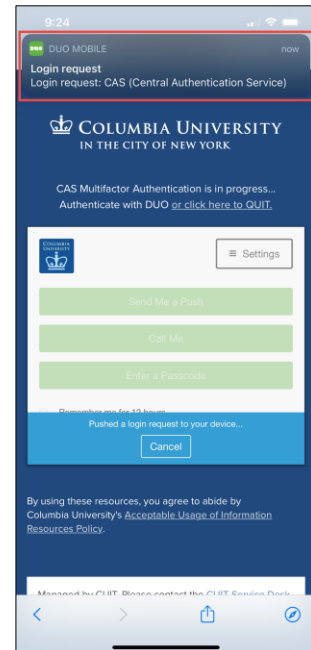 9:24
DUO MOBILE
now
Login request
Login request: CAS (Central Authentication Service)
COLUMBIA UNIVERSITY
IN THE CITY OF NEW YORK
CAS Multifactor Authentication is in progress...
Authenticate with DUO or click here to QUIT.
COLUMBIA
UNIVERSITY
≡ Settings
Send Me a Push
Call Me
Enter a Passcode
Remember me for 12 hours
Pushed a login request to your device...
Cancel
By using these resources, you agree to abide by
Columbia University's Acceptable Usage of Information
Resources Policy.
Managed by CUIT. Please contact the CUIT Service Desk